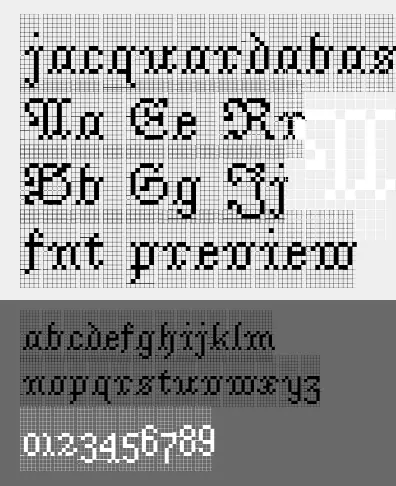 jacquardabas
Aa Ee Rr
Bb Gg Jj
fnt preview
abcdefghijklm
nopqrstuvwxyz
0123456789